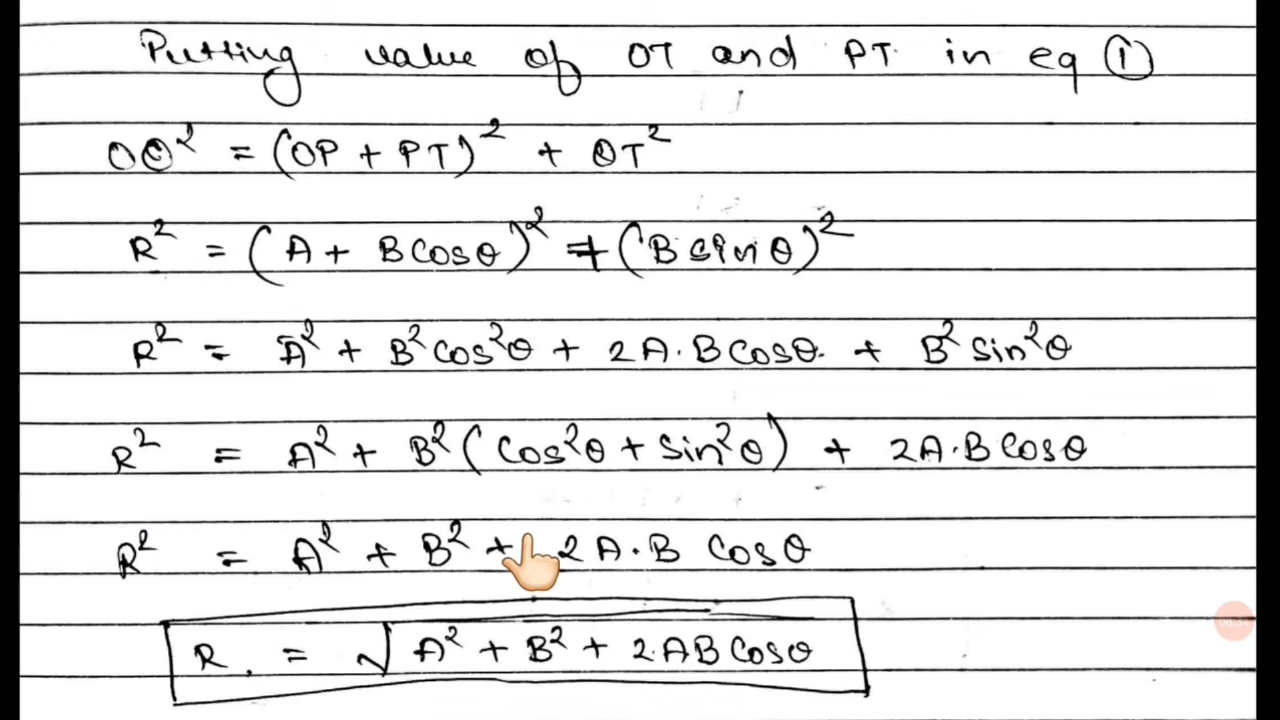 Putting value of OT and PT in eq ①
OQ² = (OP + PT)² + QT²
R² = (A + B Cosθ)² + (B sinθ)²
R² = A² + B² Cos²θ + 2A·B Cosθ + B² Sin²θ
R² = A² + B² (Cos²θ + Sin²θ) + 2A·B Cosθ
R² = A² + B² + 2A·B Cosθ
R = √A² + B² + 2AB Cosθ